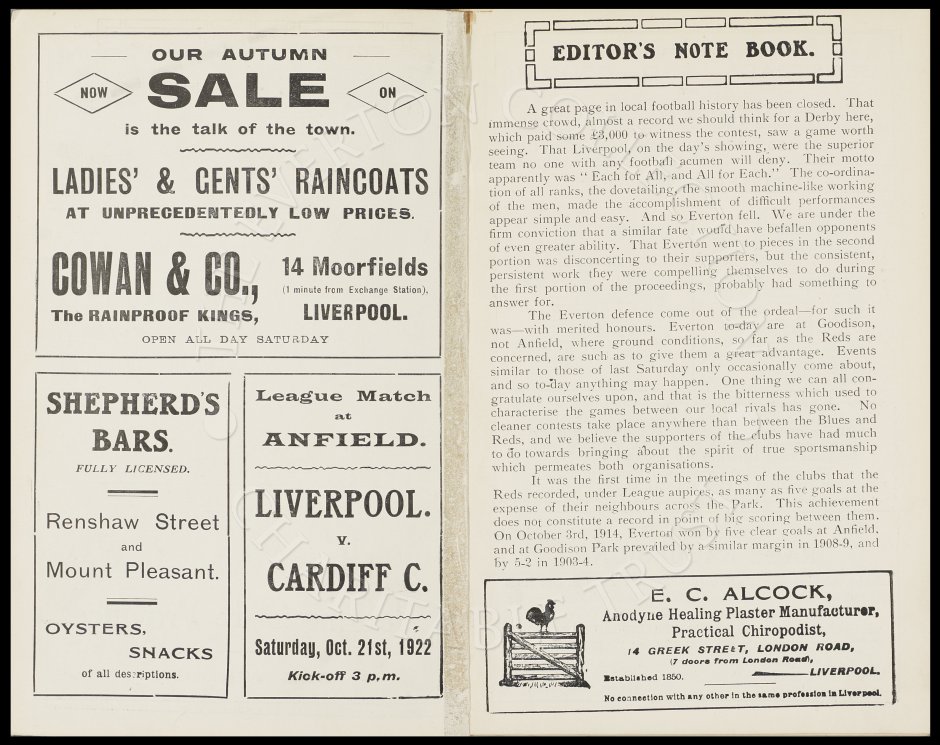 OUR AUTUMN
NOW SALE ON
is the talk of the town.
LADIES' & GENTS' RAINCOATS
AT UNPRECEDENTEDLY LOW PRICES.
COWAN & CO.,
The RAINPROOF KINGS,
14 Moorfields
(1 minute from Exchange Station),
LIVERPOOL.
OPEN ALL DAY SATURDAY
SHEPHERD'S
BARS.
FULLY LICENSED.
Renshaw Street
and
Mount Pleasant.
OYSTERS,
SNACKS
of all descriptions.
League Match
at
ANFIELD.
LIVERPOOL.
v.
CARDIFF C.
Saturday, Oct. 21st, 1922
Kick-off 3 p.m.
EDITOR'S NOTE BOOK.
A great page in local football history has been closed. That
immense crowd, almost a record we should think for a Derby here,
which paid some £3,000 to witness the contest, saw a game worth
seeing. That Liverpool, on the day's showing, were the superior
team no one with any football acumen will deny. Their motto
apparently was " Each for All, and All for Each." The co-ordina-
tion of all ranks, the dovetailing, the smooth machine-like working
of the men, made the accomplishment of difficult performances
appear simple and easy. And so Everton fell. We are under the
firm conviction that a similar fate would have befallen opponents
of even greater ability. That Everton went to pieces in the second
portion was disconcerting to their supporters, but the consistent,
persistent work they were compelling themselves to do during
the first portion of the proceedings, probably had something to
answer for.
The Everton defence come out of the ordeal—for such it
was—with merited honours. Everton to-day are at Goodison,
not Anfield, where ground conditions, so far as the Reds are
concerned, are such as to give them a great advantage. Events
similar to those of last Saturday only occasionally come about,
and so to-day anything may happen. One thing we can all con-
gratulate ourselves upon, and that is the bitterness which used to
characterise the games between our local rivals has gone. No
cleaner contests take place anywhere than between the Blues and
Reds, and we believe the supporters of the clubs have had much
to do towards bringing about the spirit of true sportsmanship
which permeates both organisations.
It was the first time in the meetings of the clubs that the
Reds recorded, under League aupices, as many as five goals at the
expense of their neighbours across the Park. This achievement
does not constitute a record in point of big scoring between them.
On October 3rd, 1914, Everton won by five clear goals at Anfield,
and at Goodison Park prevailed by a similar margin in 1908-9, and
by 5-2 in 1903-4.
E. C. ALCOCK,
Anodyne Healing Plaster Manufacturer,
Practical Chiropodist,
14 GREEK STREET, LONDON ROAD,
(7 doors from London Road),
Established 1850. LIVERPOOL.
No connection with any other in the same profession in Liverpool.